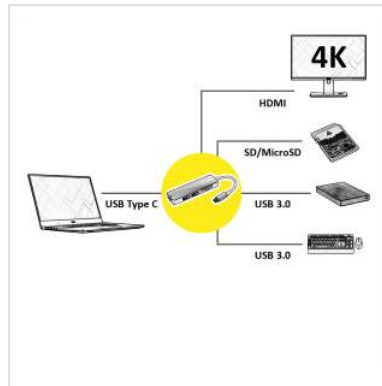 4K
HDMI
SD/MicroSD
USB Type C
USB 3.0
USB 3.0